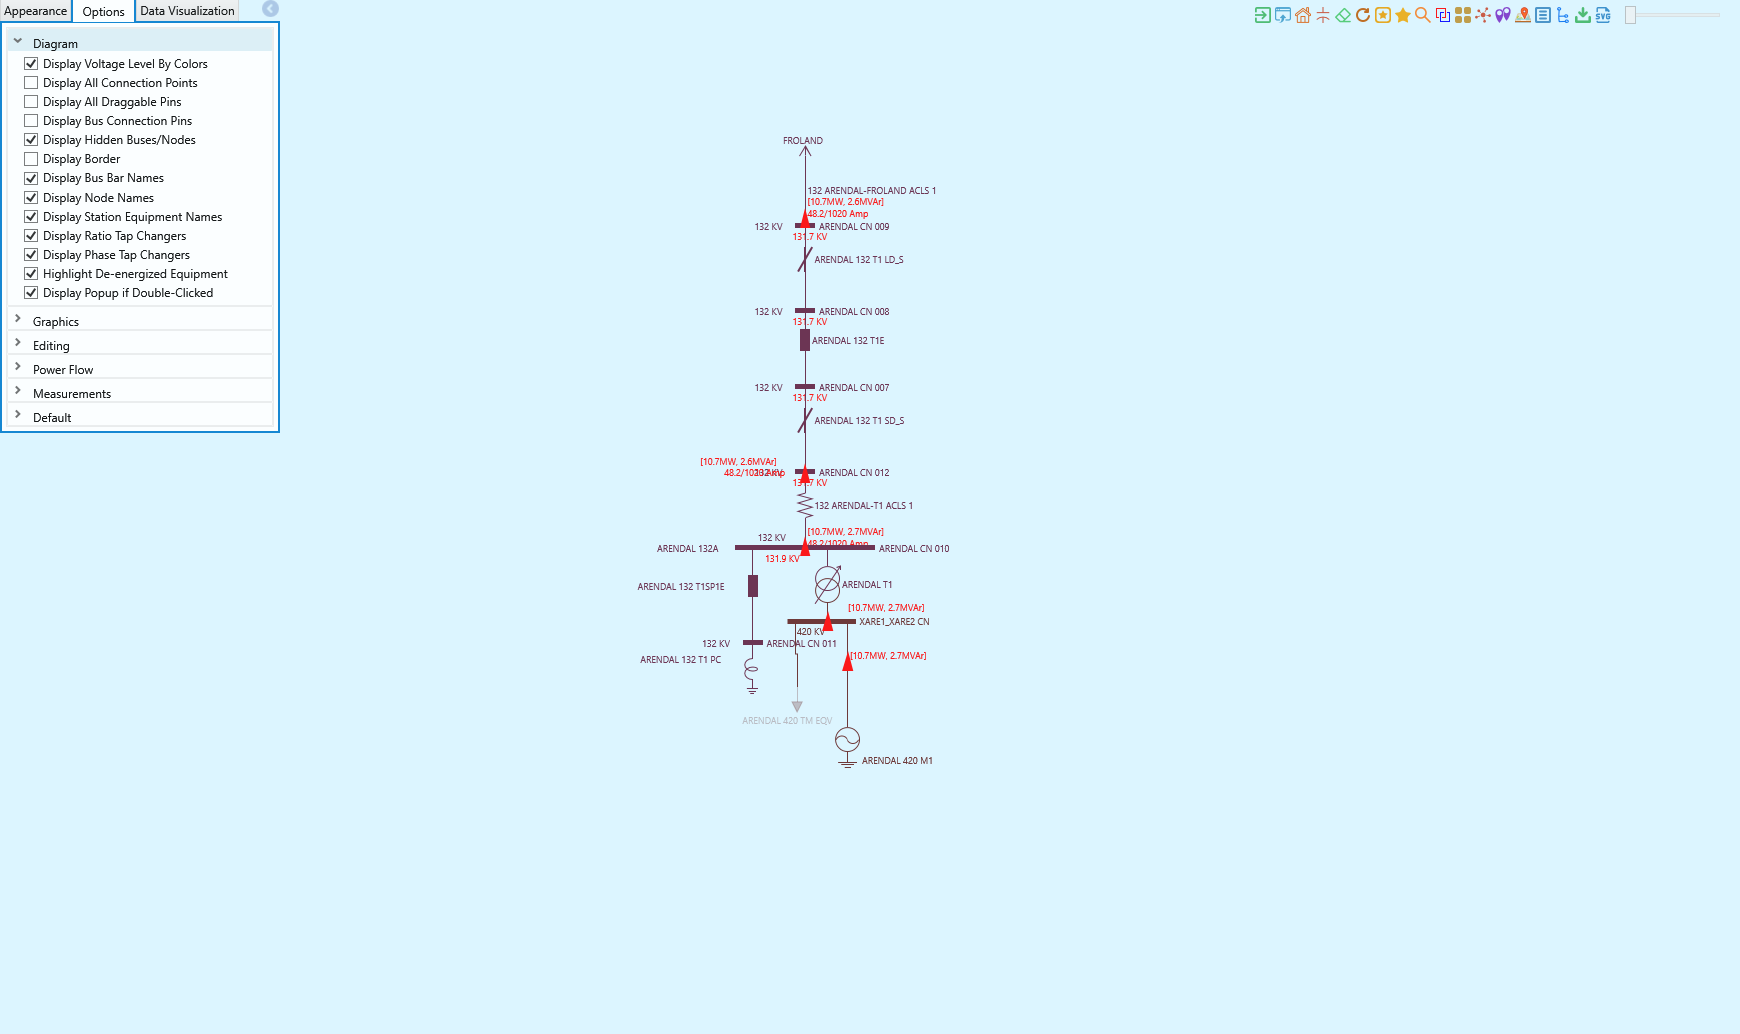 Appearance
Options
Data Visualization
SVG
Diagram
Display Voltage Level By Colors
Display All Connection Points
Display All Draggable Pins
Display Bus Connection Pins
Display Hidden Buses/Nodes
Display Border
Display Bus Bar Names
Display Node Names
Display Station Equipment Names
Display Ratio Tap Changers
Display Phase Tap Changers
Highlight De-energized Equipment
Display Popup if Double-Clicked
Graphics
Editing
Power Flow
Measurements
Default
FROLAND
132 ARENDAL-FROLAND ACLS 1
[10.7MW, 2.6MVAr]
48.2/1020 Amp
132 KV
ARENDAL CN 009
131.7 KV
ARENDAL 132 T1 LD_S
132 KV
ARENDAL CN 008
131.7 KV
ARENDAL 132 T1E
132 KV
ARENDAL CN 007
131.7 KV
ARENDAL 132 T1 SD_S
[10.7MW, 2.6MVAr]
48.2/1020 Amp
132 KV
ARENDAL CN 012
131.7 KV
132 ARENDAL-T1 ACLS 1
[10.7MW, 2.7MVAr]
48.2/1020 Amp
132 KV
ARENDAL 132A
ARENDAL CN 010
131.9 KV
ARENDAL 132 T1SP1E
ARENDAL T1
[10.7MW, 2.7MVAr]
XARE1_XARE2 CN
420 KV
132 KV
ARENDAL CN 011
[10.7MW, 2.7MVAr]
ARENDAL 132 T1 PC
ARENDAL 420 TM EQV
ARENDAL 420 M1